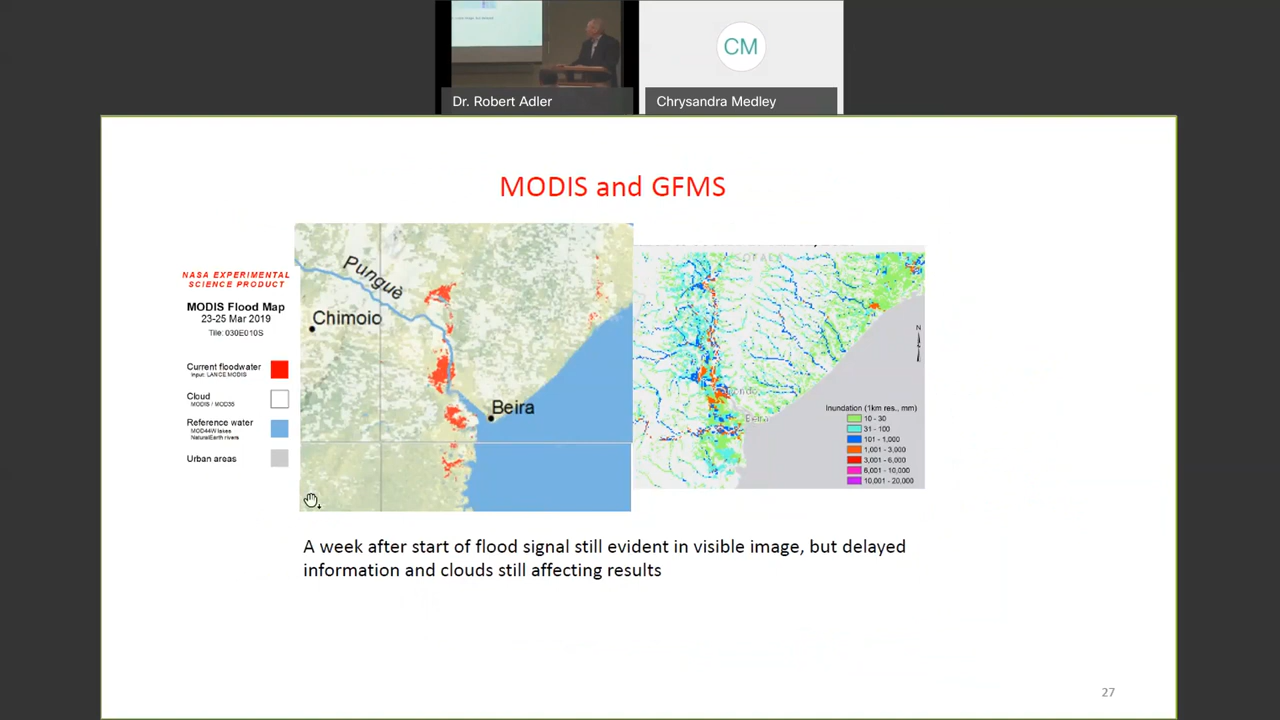 CM
Dr. Robert Adler
Chrysandra Medley
MODIS and GFMS
NASA EXPERIMENTAL
SCIENCE PRODUCT
MODIS Flood Map
23-25 Mar 2019
Tile: 030E010S
Current floodwater
Input: LANCE MODIS
Cloud
MODIS / MOD35
Reference water
MOD44W lakes
NaturalEarth rivers
Urban areas
Punguè
Chimoio
Beira
Beira
N
Inundation (1km res., mm)
10 - 30
31 - 100
101 - 1,000
1,001 - 3,000
3,001 - 6,000
6,001 - 10,000
10,001 - 20,000
A week after start of flood signal still evident in visible image, but delayed
information and clouds still affecting results
27